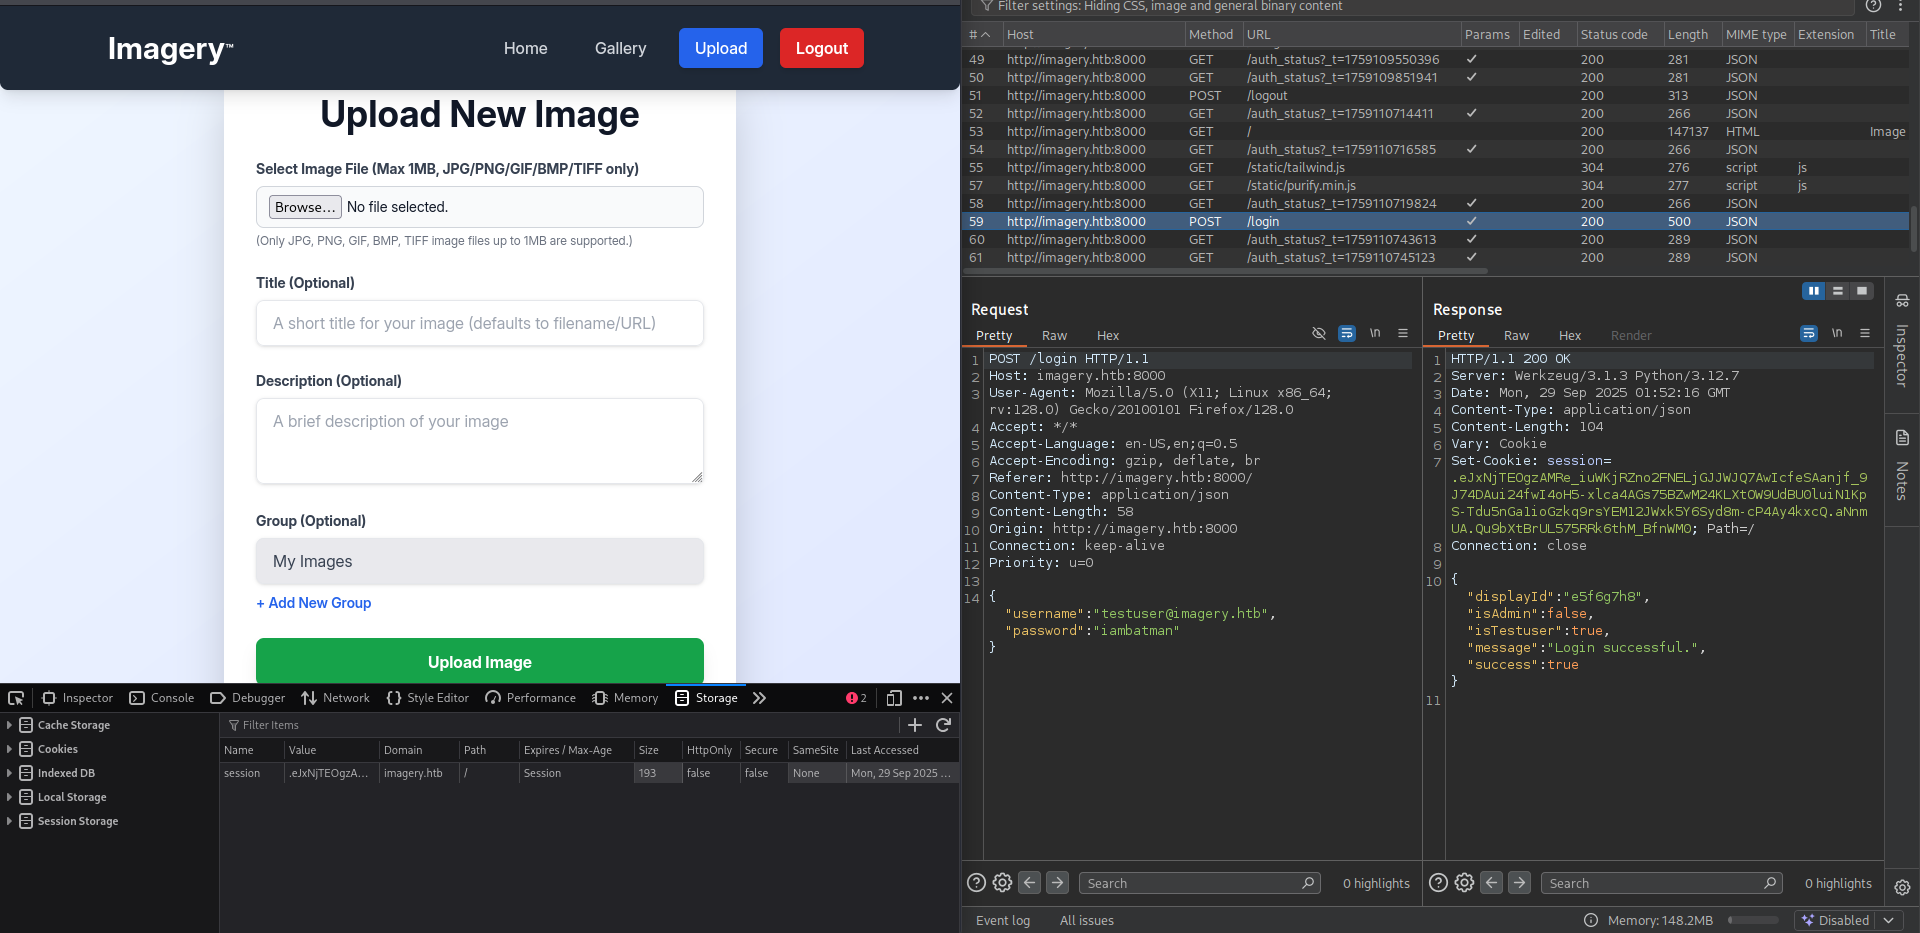 Imagery™
Home
Gallery
Upload
Logout
Upload New Image
Select Image File (Max 1MB, JPG/PNG/GIF/BMP/TIFF only)
Browse... No file selected.
(Only JPG, PNG, GIF, BMP, TIFF image files up to 1MB are supported.)
Title (Optional)
A short title for your image (defaults to filename/URL)
Description (Optional)
A brief description of your image
Group (Optional)
My Images
+ Add New Group
Upload Image
Inspector Console Debugger Network Style Editor Performance Memory Storage 2
Cache Storage
Cookies
Indexed DB
Local Storage
Session Storage
Filter Items
Name Value Domain Path Expires / Max-Age Size HttpOnly Secure SameSite Last Accessed
session .eJxNjTEOgzA... imagery.htb / Session 193 false false None Mon, 29 Sep 2025 ...
Filter settings: Hiding CSS, image and general binary content
# Host Method URL Params Edited Status code Length MIME type Extension Title
49 http://imagery.htb:8000 GET /auth_status?_t=1759109550396 ✓ 200 281 JSON
50 http://imagery.htb:8000 GET /auth_status?_t=1759109851941 ✓ 200 281 JSON
51 http://imagery.htb:8000 POST /logout 200 313 JSON
52 http://imagery.htb:8000 GET /auth_status?_t=1759110714411 ✓ 200 266 JSON
53 http://imagery.htb:8000 GET / 200 147137 HTML Image
54 http://imagery.htb:8000 GET /auth_status?_t=1759110716585 ✓ 200 266 JSON
55 http://imagery.htb:8000 GET /static/tailwind.js 304 276 script js
57 http://imagery.htb:8000 GET /static/purify.min.js 304 277 script js
58 http://imagery.htb:8000 GET /auth_status?_t=1759110719824 ✓ 200 266 JSON
59 http://imagery.htb:8000 POST /login ✓ 200 500 JSON
60 http://imagery.htb:8000 GET /auth_status?_t=1759110743613 ✓ 200 289 JSON
61 http://imagery.htb:8000 GET /auth_status?_t=1759110745123 ✓ 200 289 JSON
Request
Pretty Raw Hex \n
1 POST /login HTTP/1.1
2 Host: imagery.htb:8000
3 User-Agent: Mozilla/5.0 (X11; Linux x86_64;
rv:128.0) Gecko/20100101 Firefox/128.0
4 Accept: */*
5 Accept-Language: en-US,en;q=0.5
6 Accept-Encoding: gzip, deflate, br
7 Referer: http://imagery.htb:8000/
8 Content-Type: application/json
9 Content-Length: 58
10 Origin: http://imagery.htb:8000
11 Connection: keep-alive
12 Priority: u=0
13
14 {
"username":"testuser@imagery.htb",
"password":"iambatman"
}
Response
Pretty Raw Hex Render \n
1 HTTP/1.1 200 OK
2 Server: Werkzeug/3.1.3 Python/3.12.7
3 Date: Mon, 29 Sep 2025 01:52:16 GMT
4 Content-Type: application/json
5 Content-Length: 104
6 Vary: Cookie
7 Set-Cookie: session=
.eJxNjTEOgzAMRe_iuWKjRZno2FNELjGJJWJQ7AwIcfeSAanjf_9
J74DAui24fwI4oH5-xlca4AGs75BZwM24KLXtOW9UdBU0luiN1Kp
S-Tdu5nGa1ioGzkq9rsYEM12JWxk5Y6Syd8m-cP4Ay4kxcQ.aNnm
UA.Qu9bXtBrUL575RRk6thM_BfnWM0; Path=/
8 Connection: close
9
10 {
"displayId":"e5f6g7h8",
"isAdmin":false,
"isTestuser":true,
"message":"Login successful.",
"success":true
}
11
Inspector
Notes
Search
0 highlights
Search
0 highlights
Event log All issues
Memory: 148.2MB
Disabled